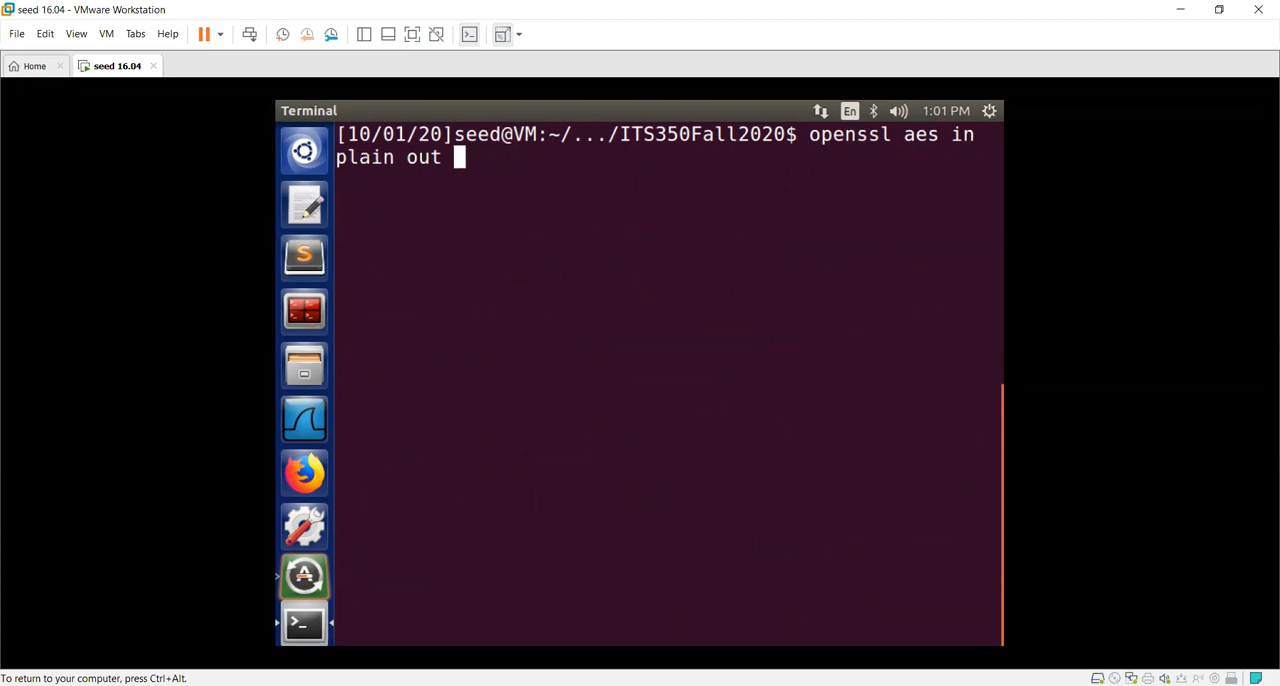 seed 16.04 - VMware Workstation
File Edit View VM Tabs Help
Home seed 16.04
Terminal En 1:01 PM
[10/01/20]seed@VM:~/.../ITS350Fall2020$ openssl aes in
plain out
To return to your computer, press Ctrl+Alt.